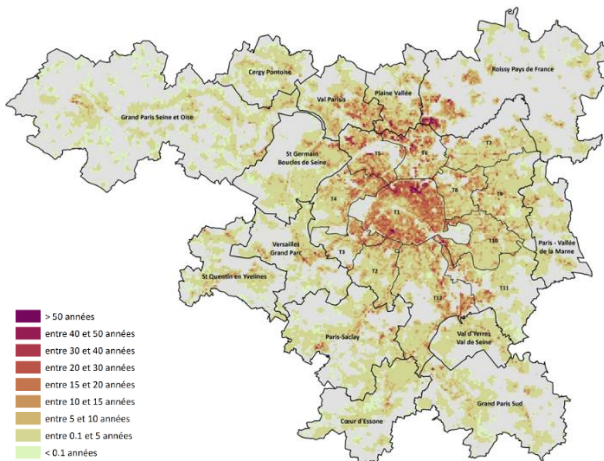 Cergy Pontoise
Roissy Pays de France
Val Parisis
Plaine Vallée
Grand Paris Seine et Oise
T5
T6
T7
St Germain
Boucles de Seine
T8
T9
T4
T1
Versailles
Grand Parc
T10
Paris - Vallée
de la Marne
T3
T2
St Quentin en Yvelines
T11
T12
> 50 années
entre 40 et 50 années
entre 30 et 40 années
entre 20 et 30 années
entre 15 et 20 années
entre 10 et 15 années
entre 5 et 10 années
entre 0.1 et 5 années
< 0.1 années
Paris-Saclay
Val d'Yerres
Val de Seine
Grand Paris Sud
Cœur d'Essone